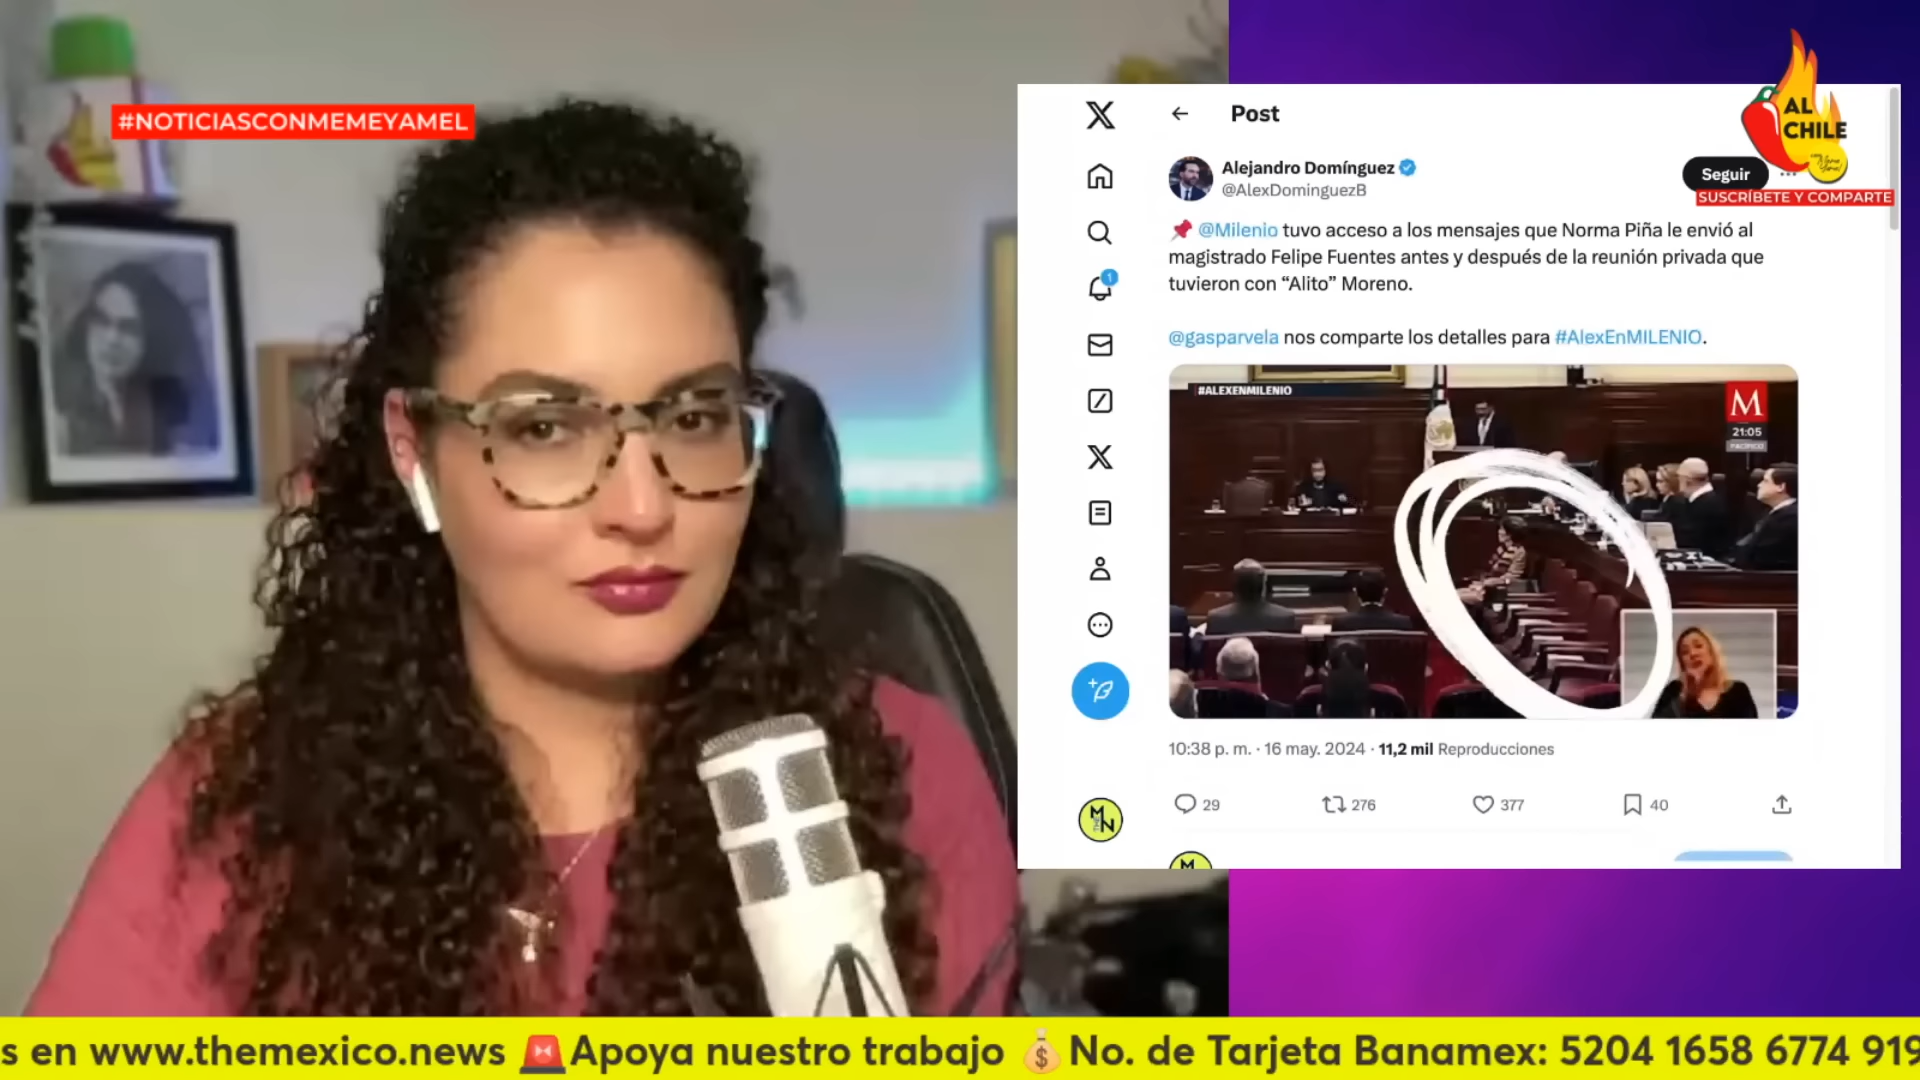 #NOTICIASCONMEMEYAMEL
Post
AL
CHILE
Alejandro Domínguez
@AlexDominguezB
Seguir
SUSCRÍBETE Y COMPARTE
@Milenio tuvo acceso a los mensajes que Norma Piña le envió al
magistrado Felipe Fuentes antes y después de la reunión privada que
tuvieron con “Alito” Moreno.
1
@gasparvela nos comparte los detalles para #AlexEnMILENIO.
#ALEXENMILENIO
M
21:05
PACÍFICO
10:38 p. m. · 16 may. 2024 · 11,2 mil Reproducciones
29 276 377 40
s en www.themexico.news 🚨Apoya nuestro trabajo 💰No. de Tarjeta Banamex: 5204 1658 6774 919